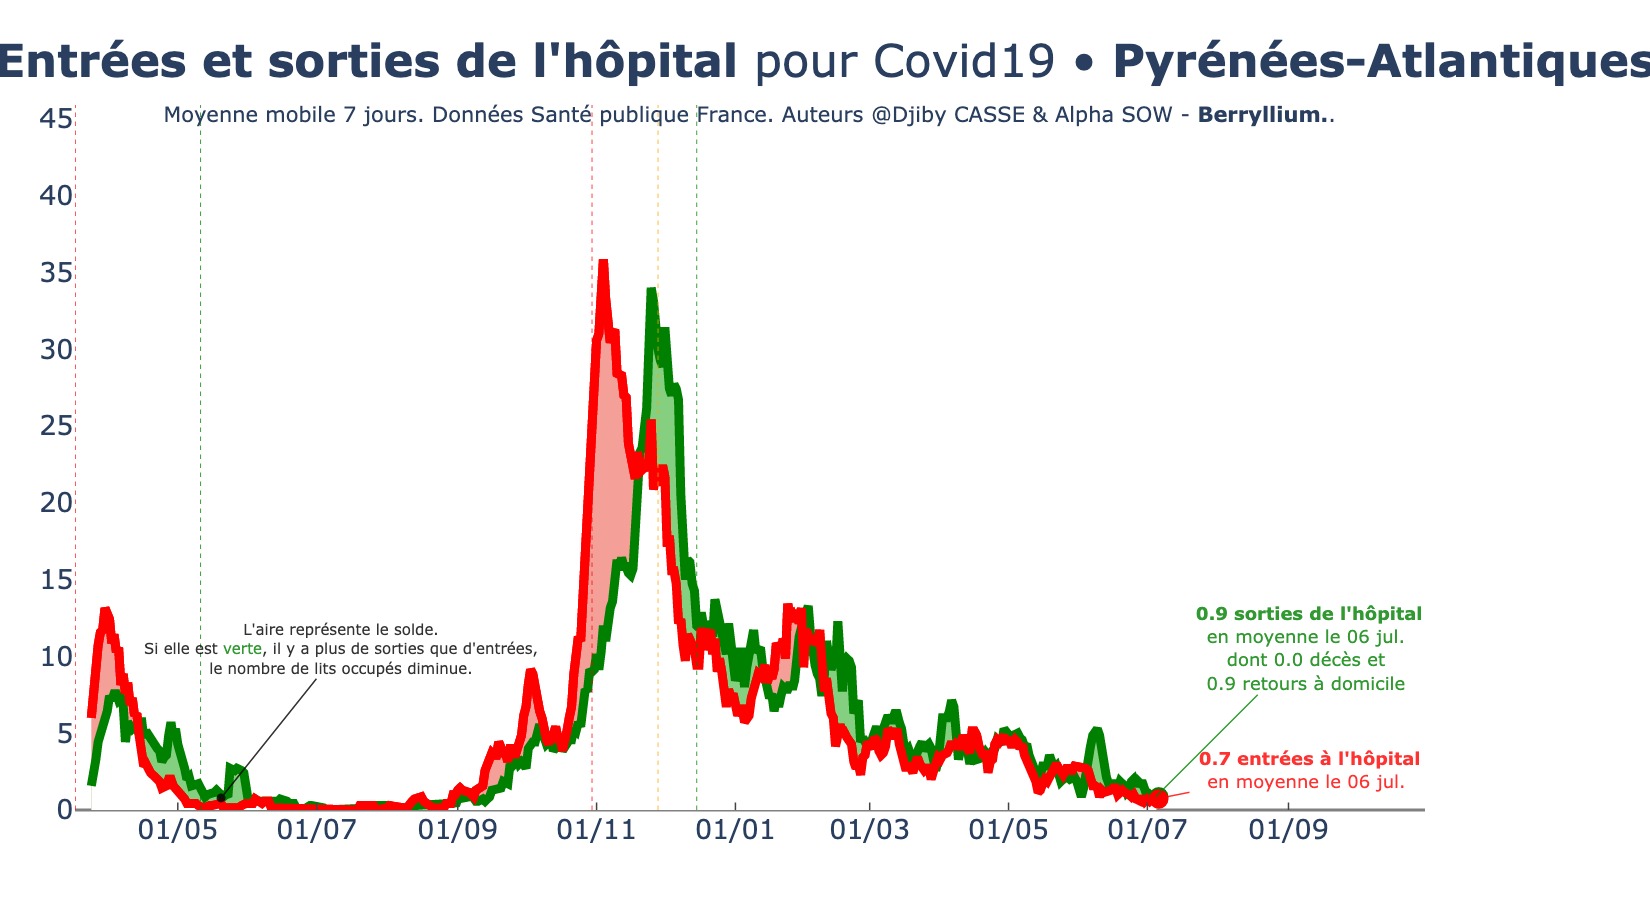 Entrées et sorties de l'hôpital pour Covid19 • Pyrénées-Atlantiques
Moyenne mobile 7 jours. Données Santé publique France. Auteurs @Djiby CASSE & Alpha SOW - Berryllium..
45
40
35
30
25
20
15
10
5
0
L'aire représente le solde.
Si elle est verte, il y a plus de sorties que d'entrées,
le nombre de lits occupés diminue.
0.9 sorties de l'hôpital
en moyenne le 06 jul.
dont 0.0 décès et
0.9 retours à domicile
0.7 entrées à l'hôpital
en moyenne le 06 jul.
01/05 01/07 01/09 01/11 01/01 01/03 01/05 01/07 01/09